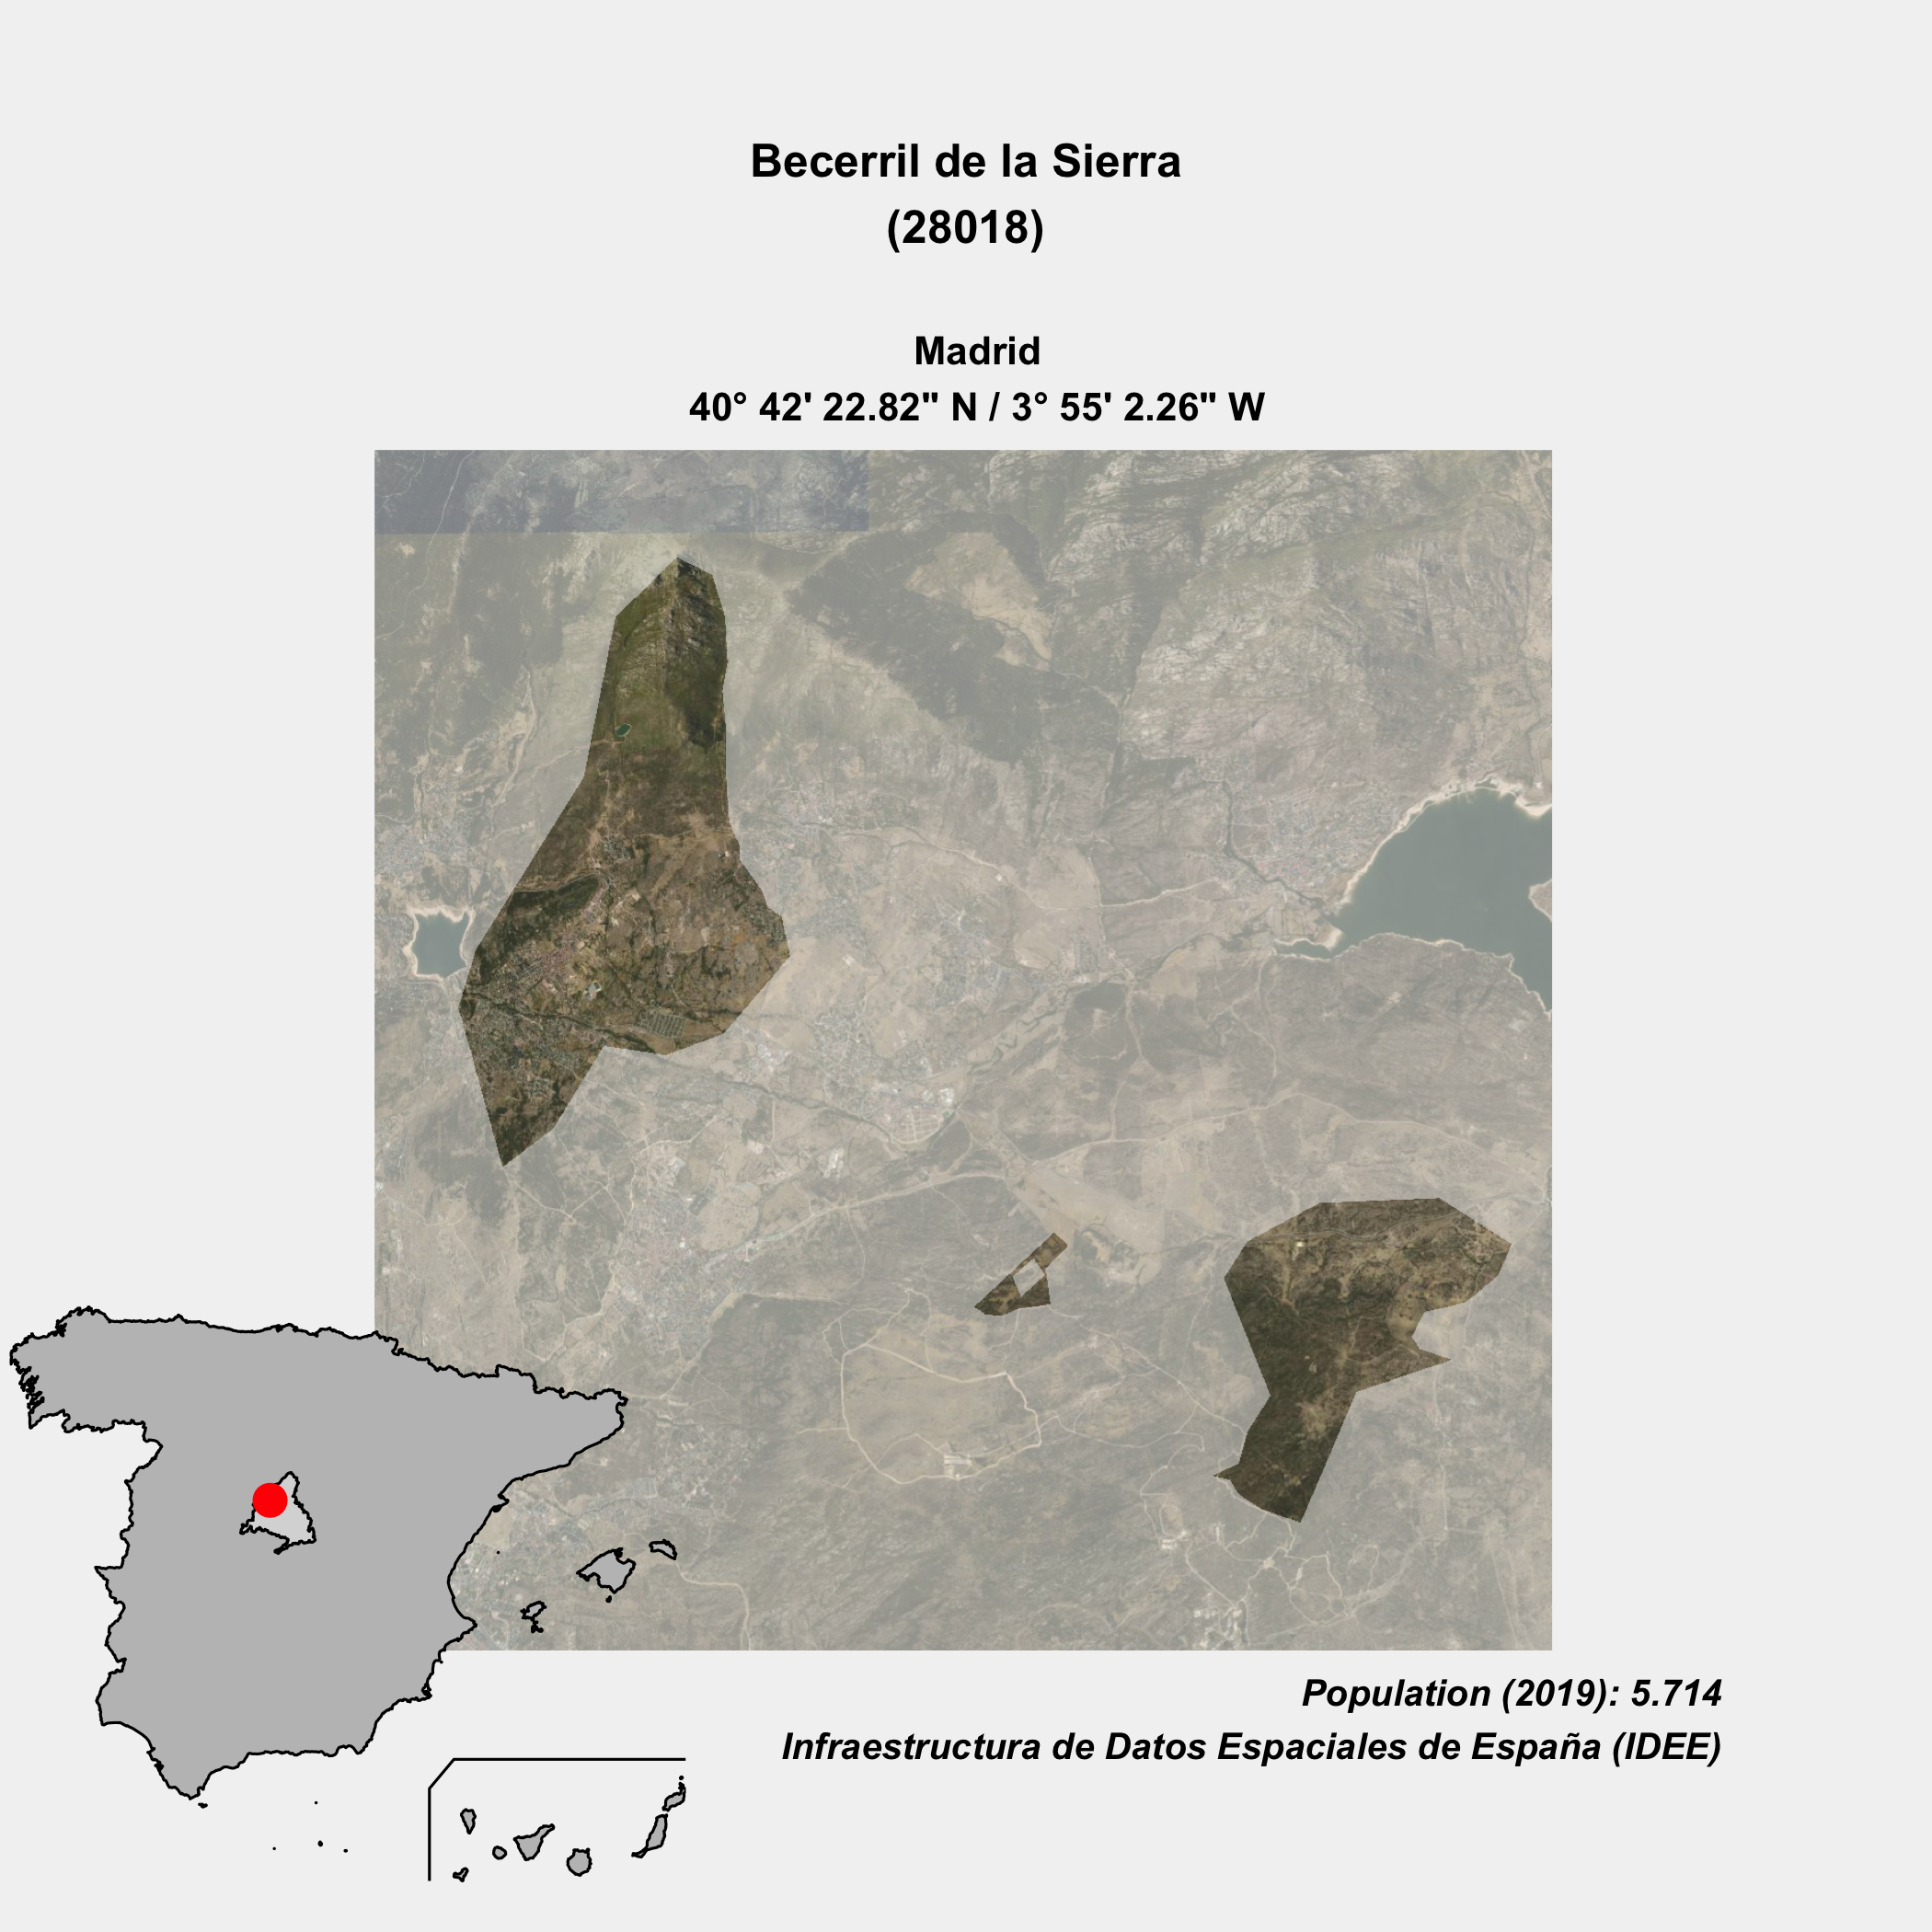 Becerril de la Sierra
(28018)
Madrid
40° 42' 22.82" N / 3° 55' 2.26" W
Population (2019): 5.714
Infraestructura de Datos Espaciales de España (IDEE)